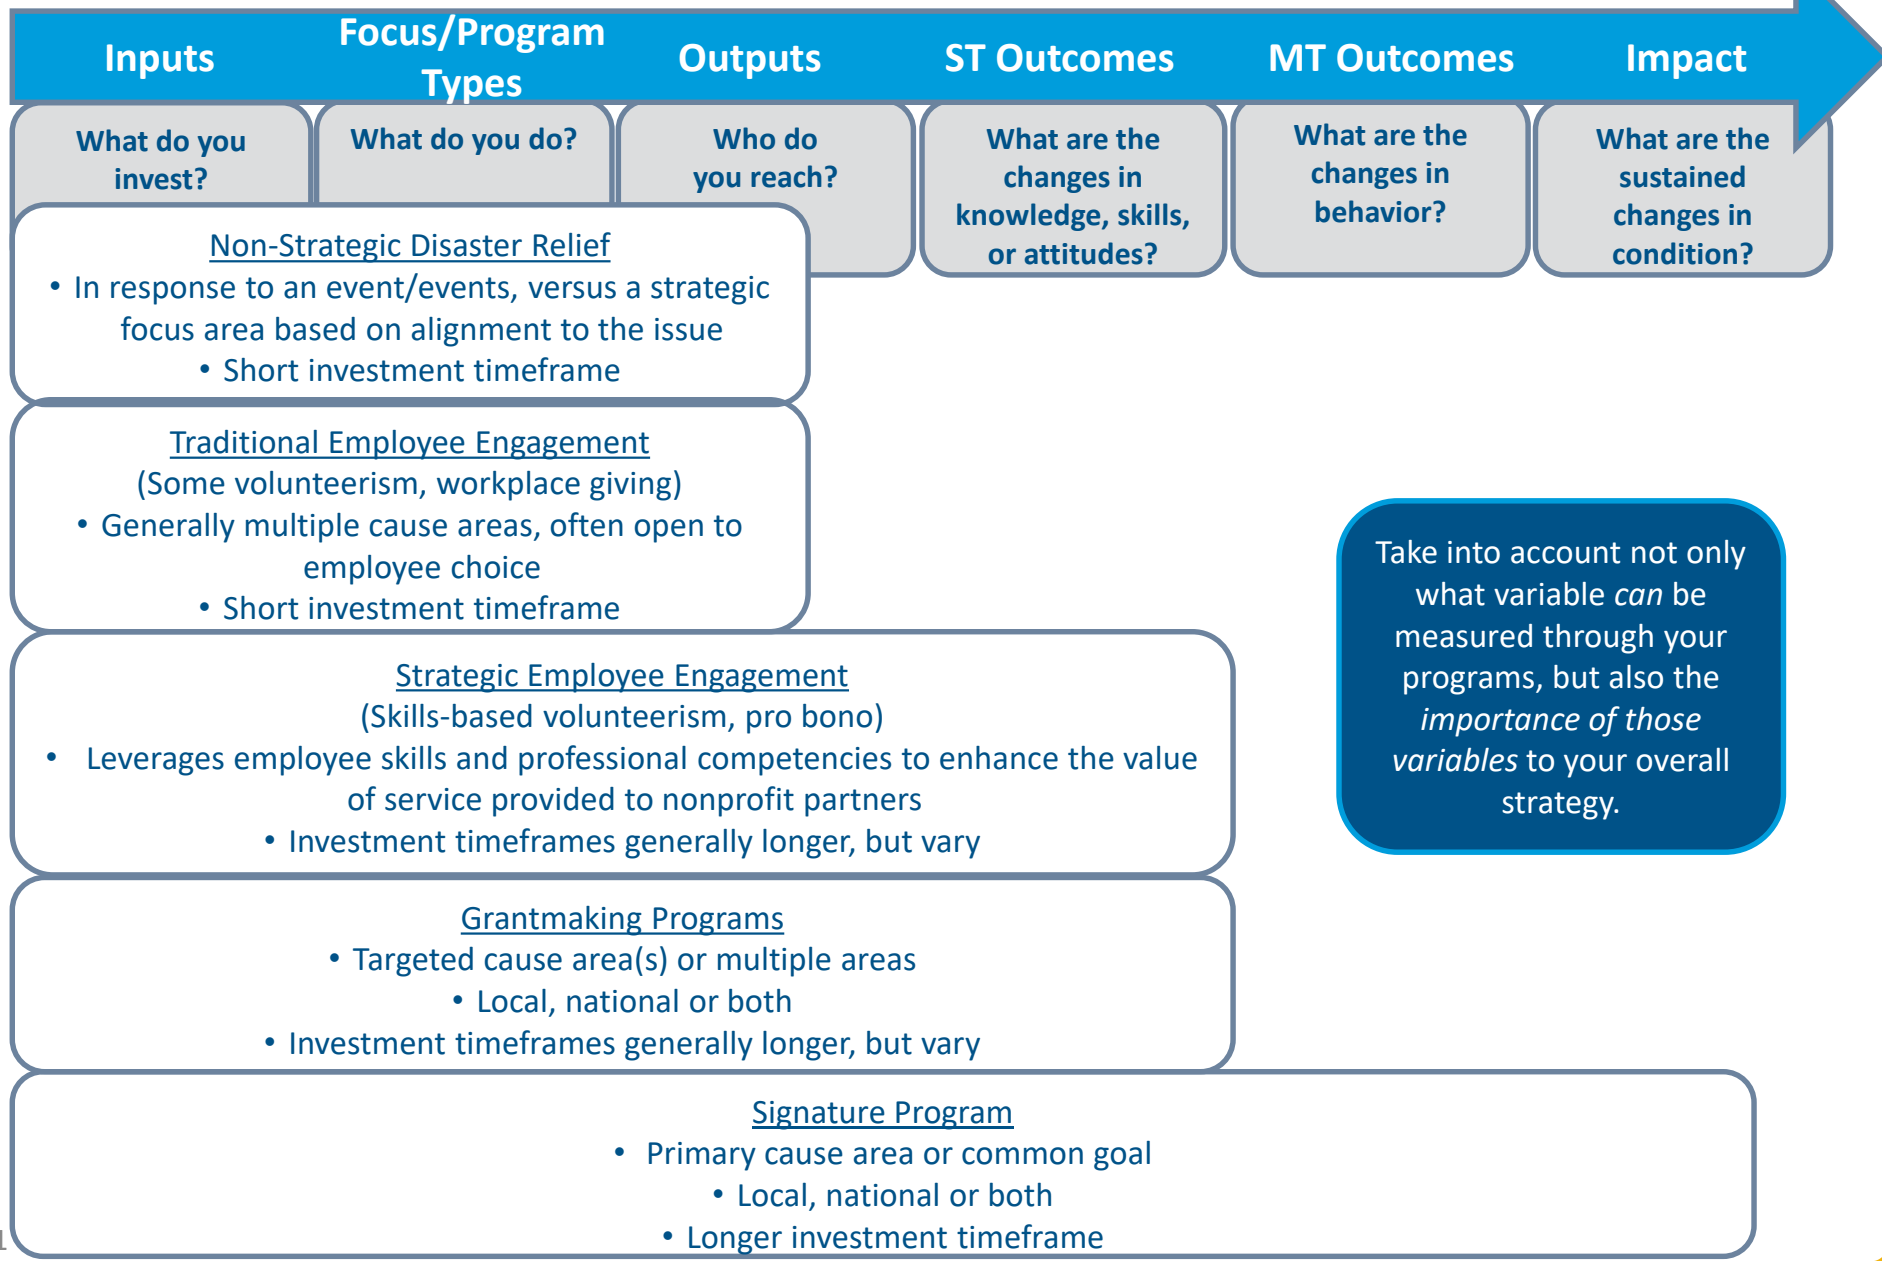 Inputs
Focus/Program
Types
Outputs
ST Outcomes
MT Outcomes
Impact
What do you
invest?
What do you do?
Who do
you reach?
What are the
changes in
knowledge, skills,
or attitudes?
What are the
changes in
behavior?
What are the
sustained
changes in
condition?
Non-Strategic Disaster Relief
• In response to an event/events, versus a strategic
focus area based on alignment to the issue
• Short investment timeframe
Traditional Employee Engagement
(Some volunteerism, workplace giving)
• Generally multiple cause areas, often open to
employee choice
• Short investment timeframe
Strategic Employee Engagement
(Skills-based volunteerism, pro bono)
• Leverages employee skills and professional competencies to enhance the value
of service provided to nonprofit partners
• Investment timeframes generally longer, but vary
Grantmaking Programs
• Targeted cause area(s) or multiple areas
• Local, national or both
• Investment timeframes generally longer, but vary
Signature Program
• Primary cause area or common goal
• Local, national or both
• Longer investment timeframe
Take into account not only
what variable can be
measured through your
programs, but also the
importance of those
variables to your overall
strategy.
1